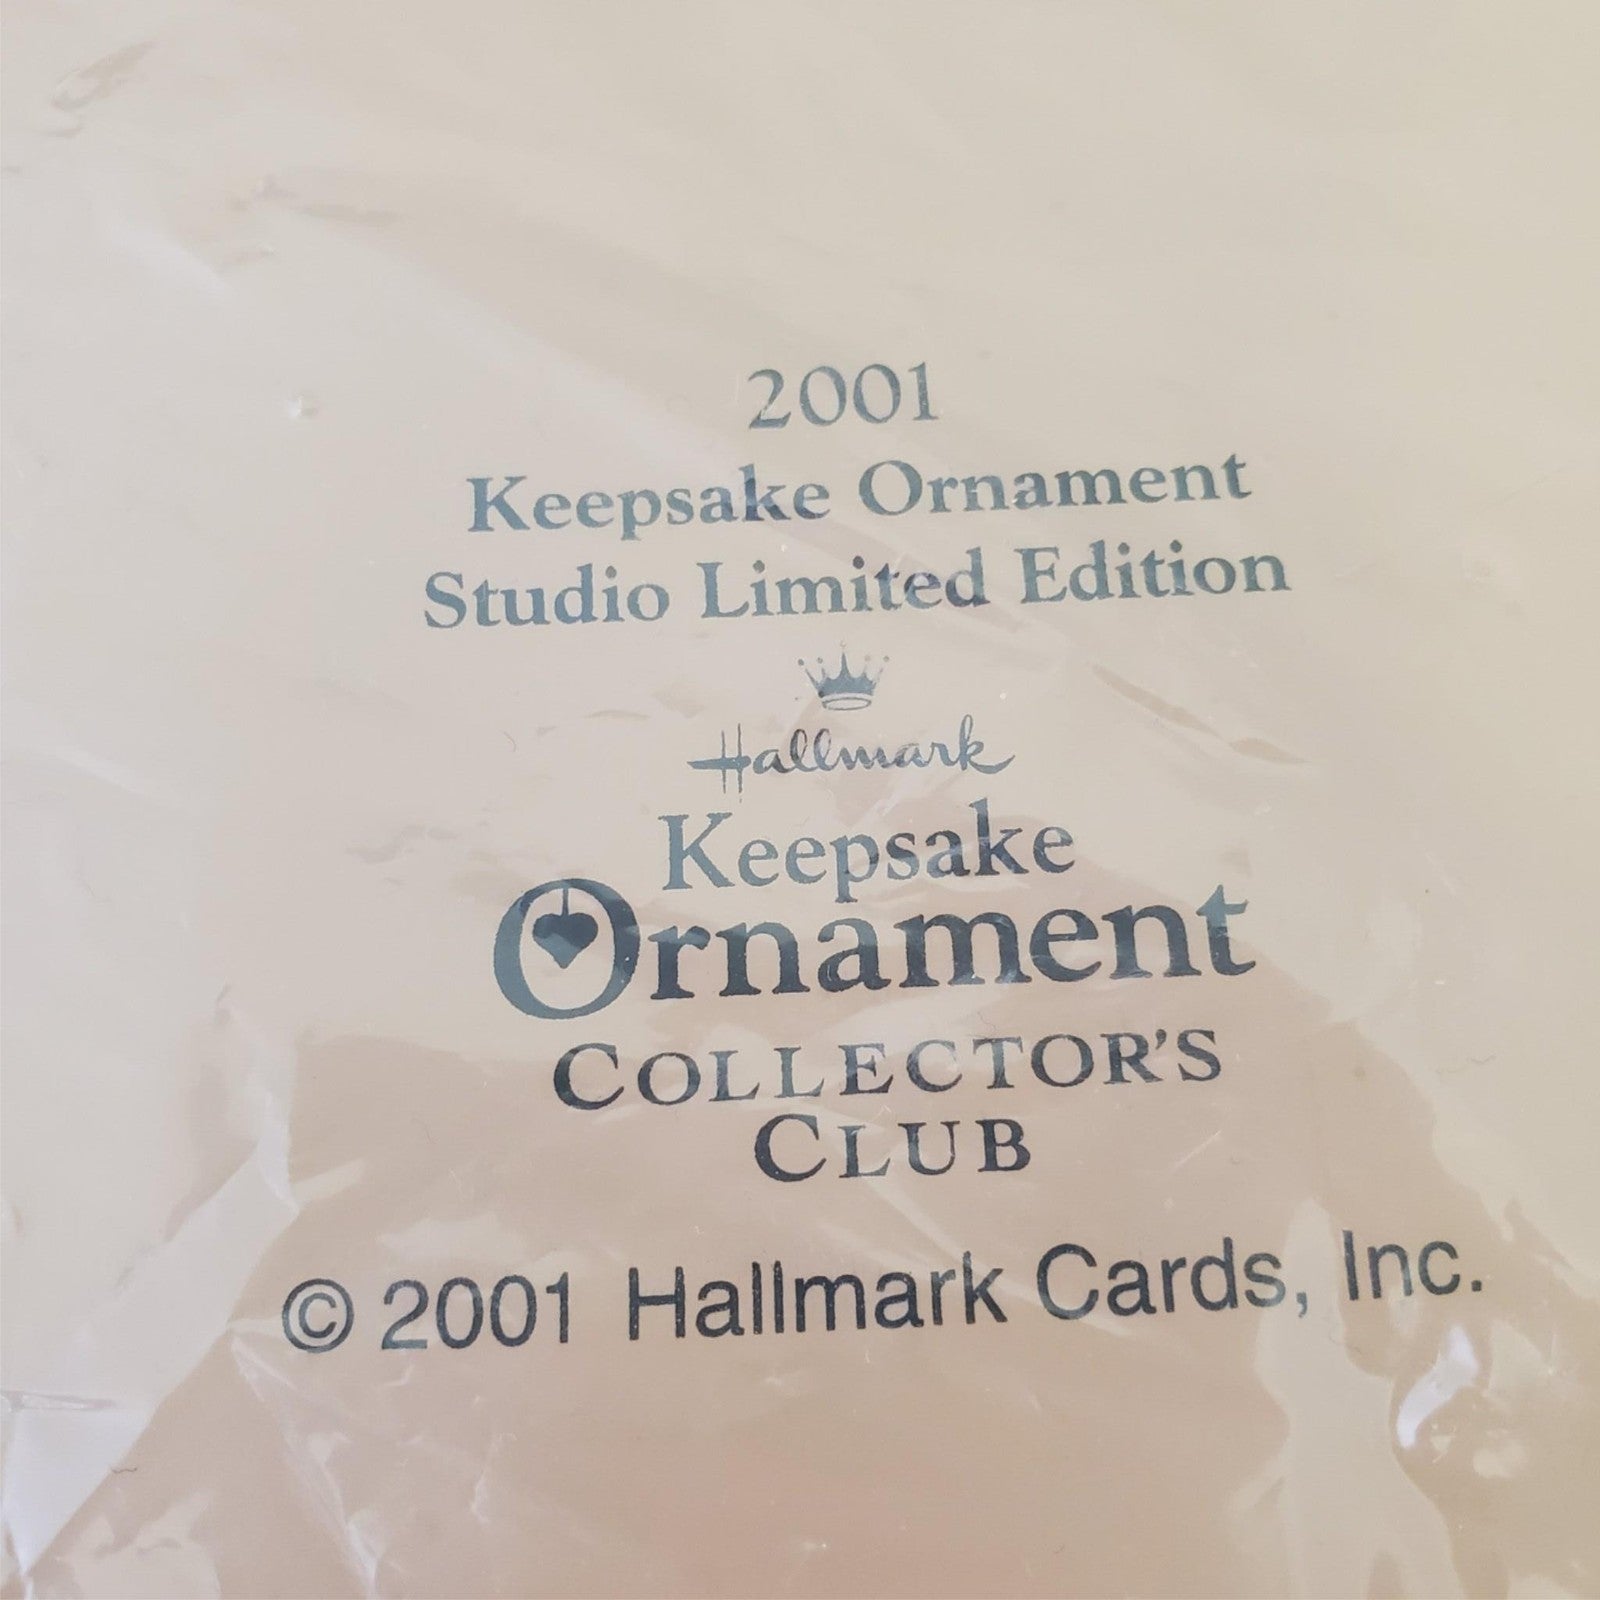 2001
Keepsake Ornament
Studio Limited Edition
Hallmark
Keepsake
Ornament
COLLECTOR'S
CLUB
© 2001 Hallmark Cards, Inc.